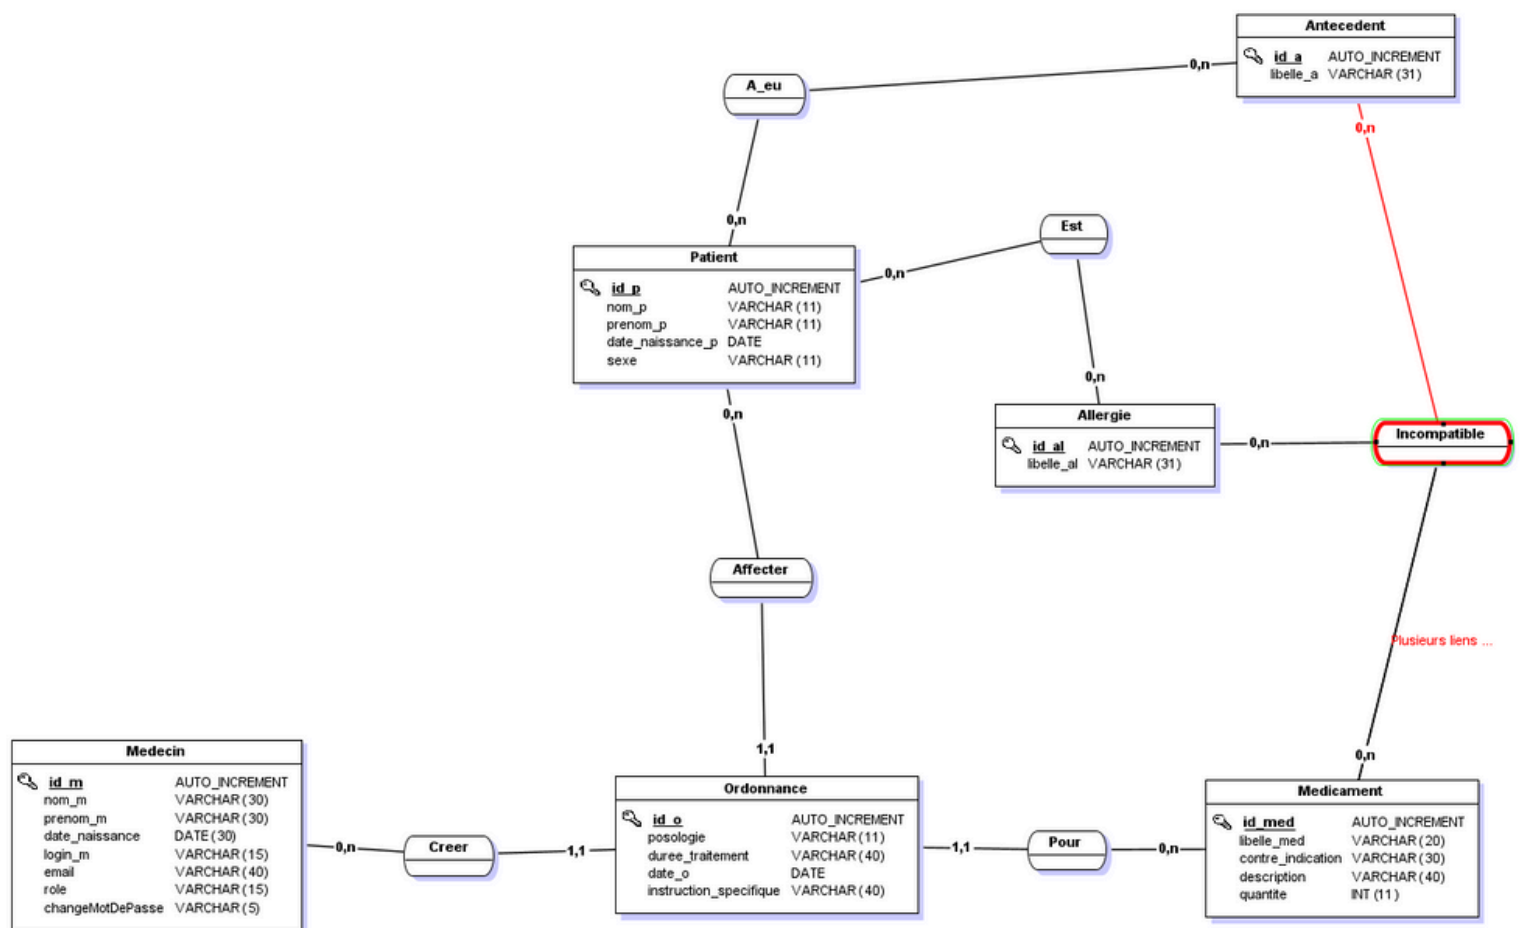 Antecedent
id_a AUTO_INCREMENT
libelle_a VARCHAR (31)
0,n
A_eu
0,n
0,n
Est
Patient
id_p AUTO_INCREMENT
nom_p VARCHAR (11)
prenom_p VARCHAR (11)
date_naissance_p DATE
sexe VARCHAR (11)
0,n
0,n
0,n
Allergie
id_al AUTO_INCREMENT
libelle_al VARCHAR (31)
0,n
Incompatible
Affecter
Plusieurs liens ...
1,1
0,n
Medecin
id_m AUTO_INCREMENT
nom_m VARCHAR (30)
prenom_m VARCHAR (30)
date_naissance DATE (30)
login_m VARCHAR (15)
email VARCHAR (40)
role VARCHAR (15)
changeMotDePasse VARCHAR (5)
0,n
Creer
1,1
Ordonnance
id_o AUTO_INCREMENT
posologie VARCHAR (11)
duree_traitement VARCHAR (40)
date_o DATE
instruction_specifique VARCHAR (40)
1,1
Pour
0,n
Medicament
id_med AUTO_INCREMENT
libelle_med VARCHAR (20)
contre_indication VARCHAR (30)
description VARCHAR (40)
quantite INT (11)